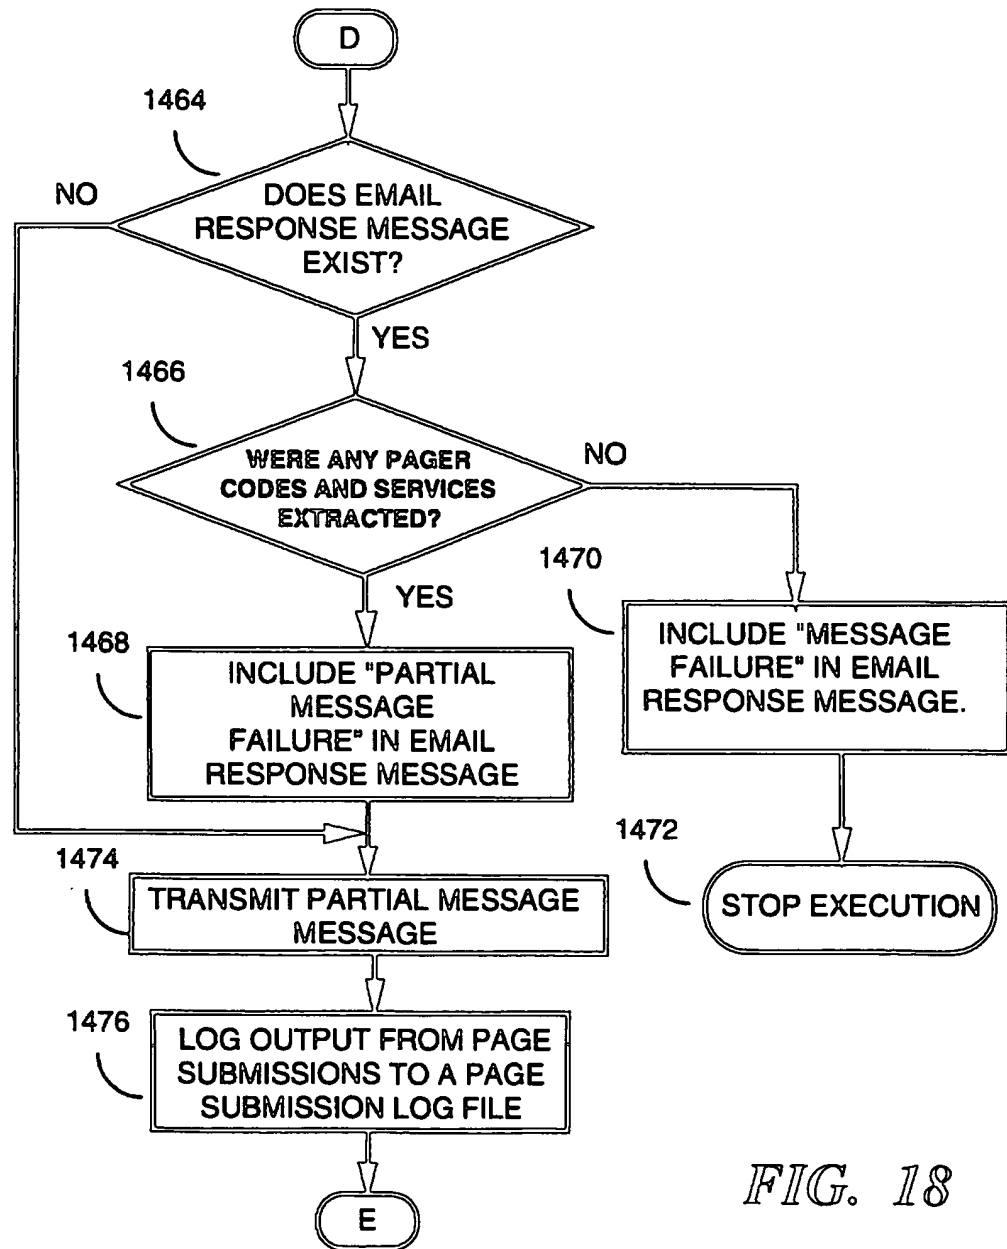 D
1464
NO
DOES EMAIL
RESPONSE MESSAGE
EXIST?
YES
1466
WERE ANY PAGER
CODES AND SERVICES
EXTRACTED?
NO
YES
1470
1468
INCLUDE "PARTIAL
MESSAGE
FAILURE" IN EMAIL
RESPONSE MESSAGE
INCLUDE "MESSAGE
FAILURE" IN EMAIL
RESPONSE MESSAGE.
1472
STOP EXECUTION
1474
TRANSMIT PARTIAL MESSAGE
MESSAGE
1476
LOG OUTPUT FROM PAGE
SUBMISSIONS TO A PAGE
SUBMISSION LOG FILE
E
FIG. 18